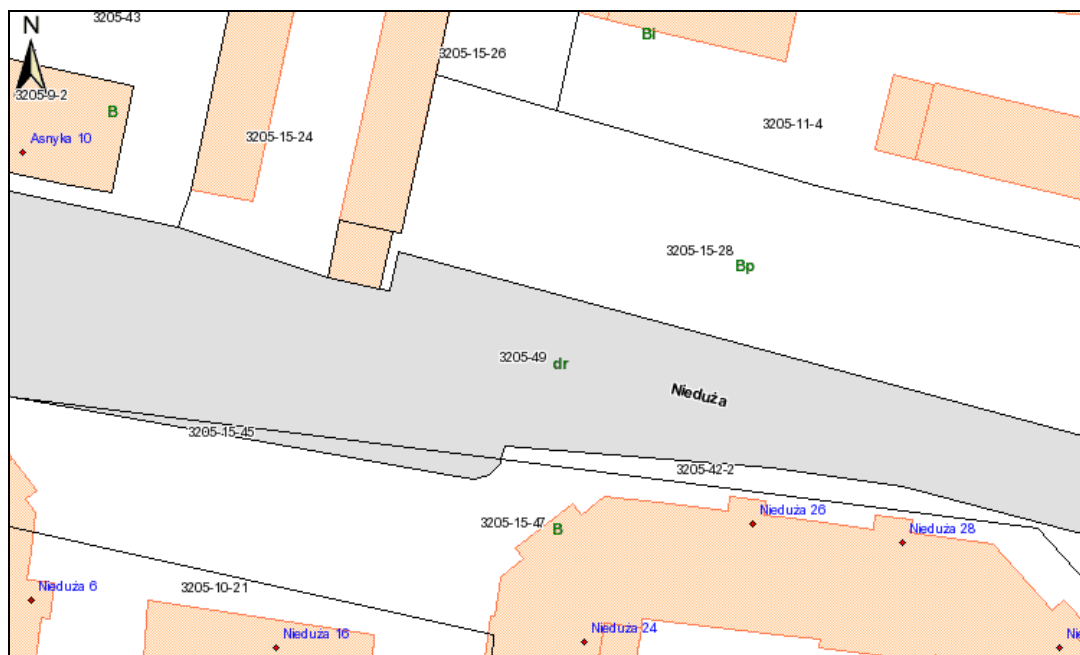 3205-43
N
Bi
3205-15-26
3205-9-2
B
3205-11-4
Asnyka 10
3205-15-24
3205-15-28
Bp
3205-49
dr
Nieduża
3205-15-45
3205-42-2
Nieduża 26
3205-15-47
B
Nieduża 28
Nieduża 6
3205-10-21
Nieduża 16
Nieduża 24